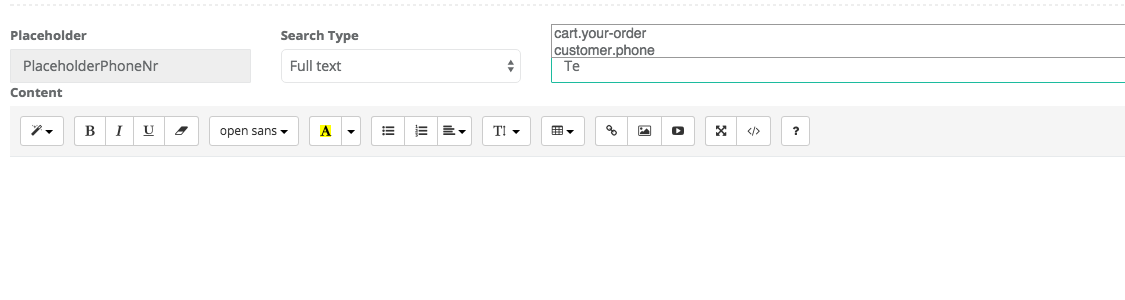 Placeholder
Search Type
cart.your-order
customer.phone
PlaceholderPhoneNr
Full text
Te
Content
B I U open sans A T ?